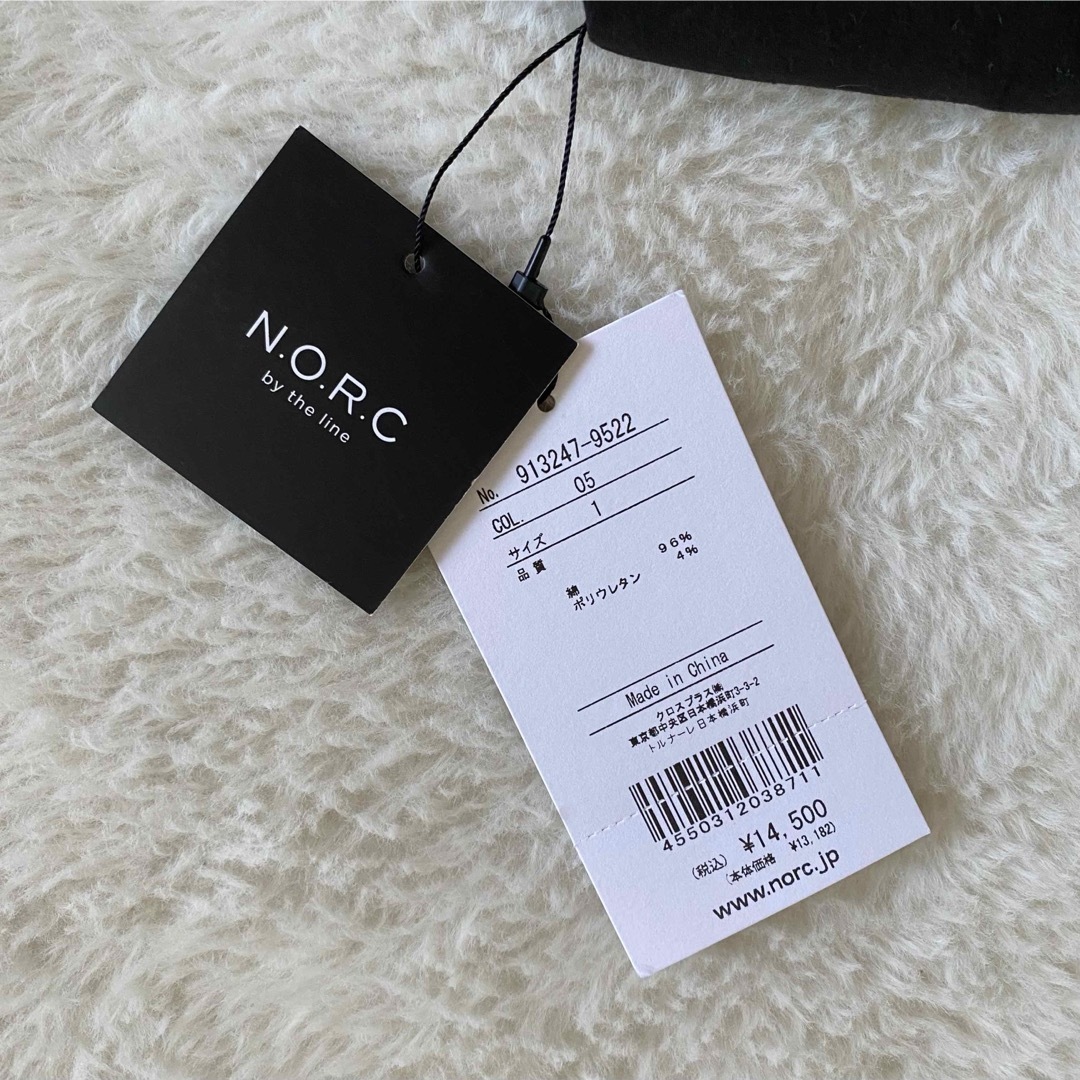 N.O.R.C
by the line
No. 913247-9522
COL. 05
サイズ 1
品質
綿 96%
ポリウレタン 4%
Made in China
クロスプラス㈱
東京都中央区日本橋浜町3-3-2
トルナーレ日本橋浜町
4550312038711
(税込) ¥14,500
(本体価格 ¥13,182)
www.norc.jp